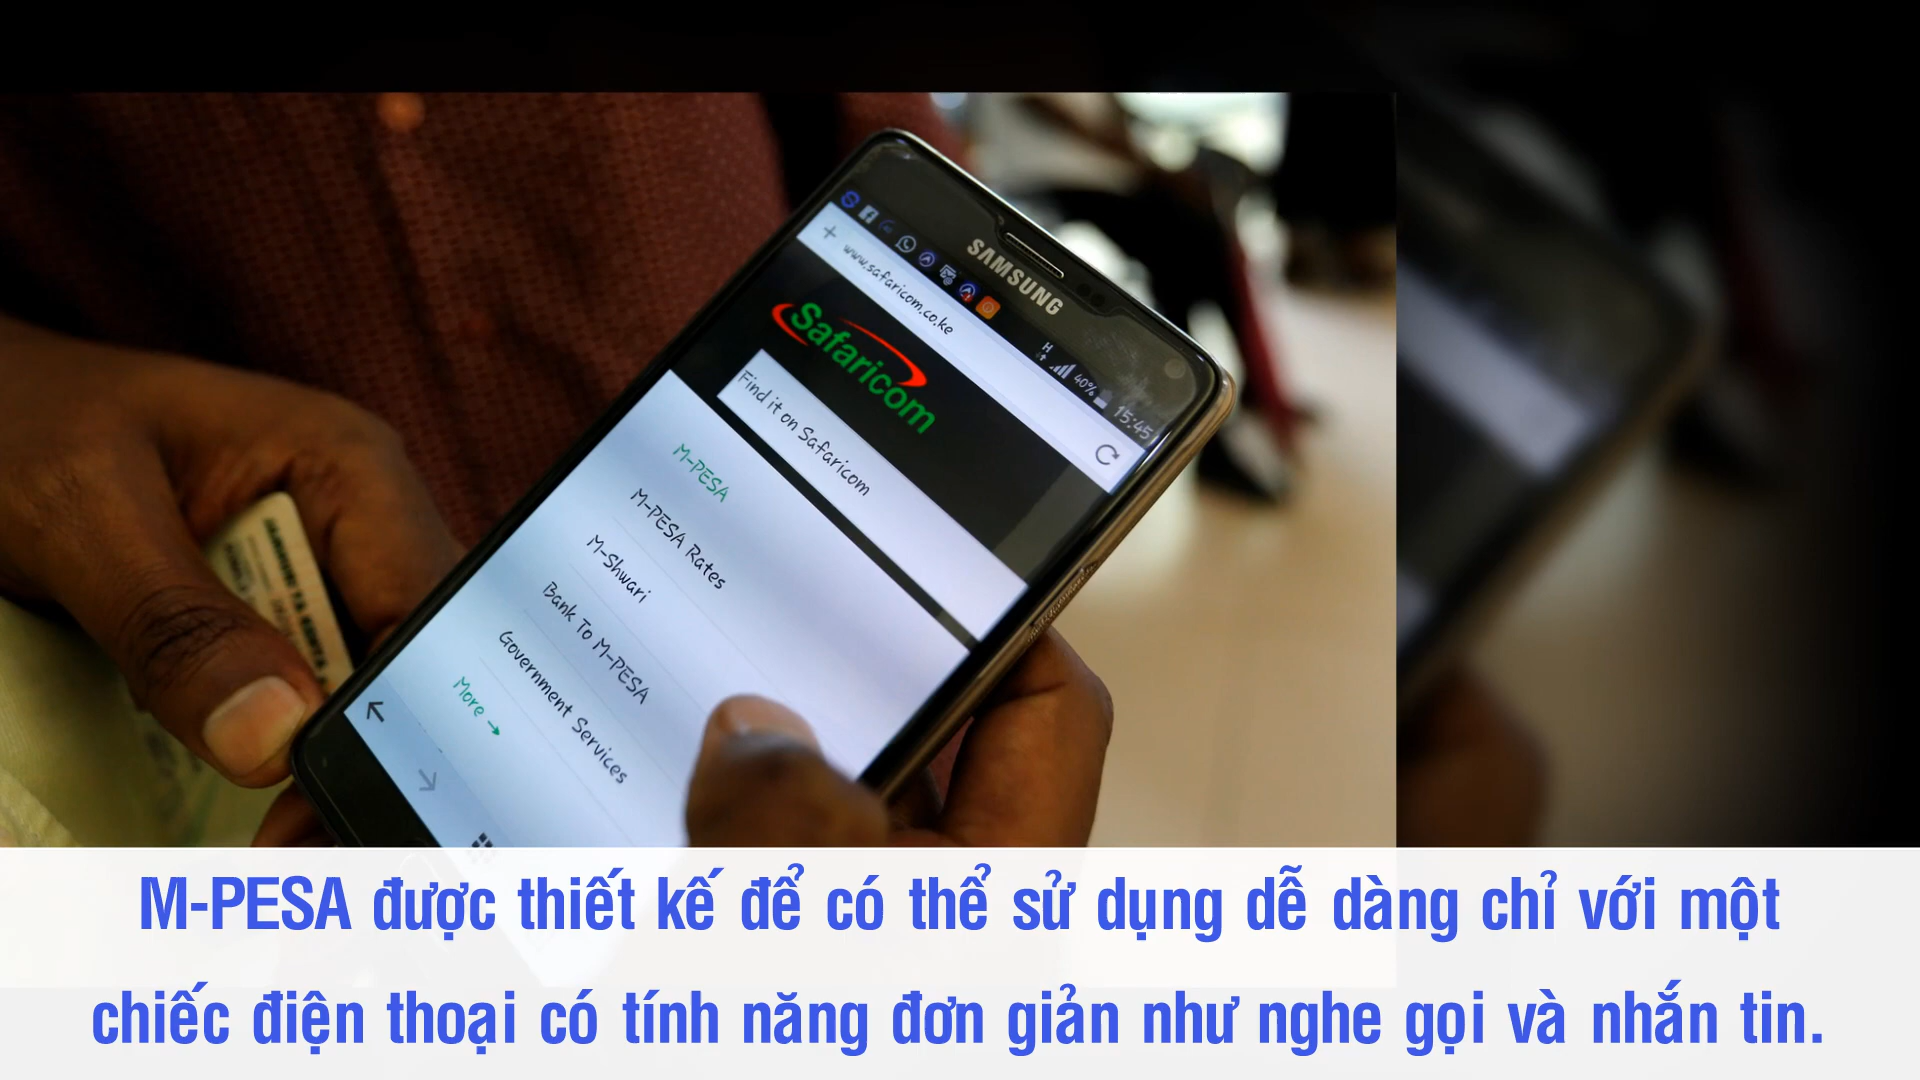 SAMSUNG
H
40%
15:45
www.safaricom.co.ke
Safaricom
Find it on Safaricom
M-PESA
M-PESA Rates
M-Shwari
Bank To M-PESA
Government Services
More →
M-PESA được thiết kế để có thể sử dụng dễ dàng chỉ với một
chiếc điện thoại có tính năng đơn giản như nghe gọi và nhắn tin.